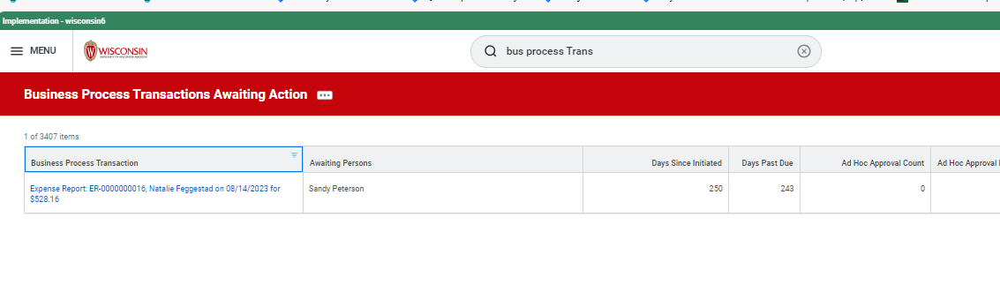 Implementation - wisconsin6
MENU
WISCONSIN
bus process Trans
Business Process Transactions Awaiting Action
1 of 3407 items
Business Process Transaction
Awaiting Persons
Days Since Initiated
Days Past Due
Ad Hoc Approval Count
Ad Hoc Approval
Expense Report: ER-0000000016, Natalie Feggestad on 08/14/2023 for
$528.16
Sandy Peterson
250
243
0